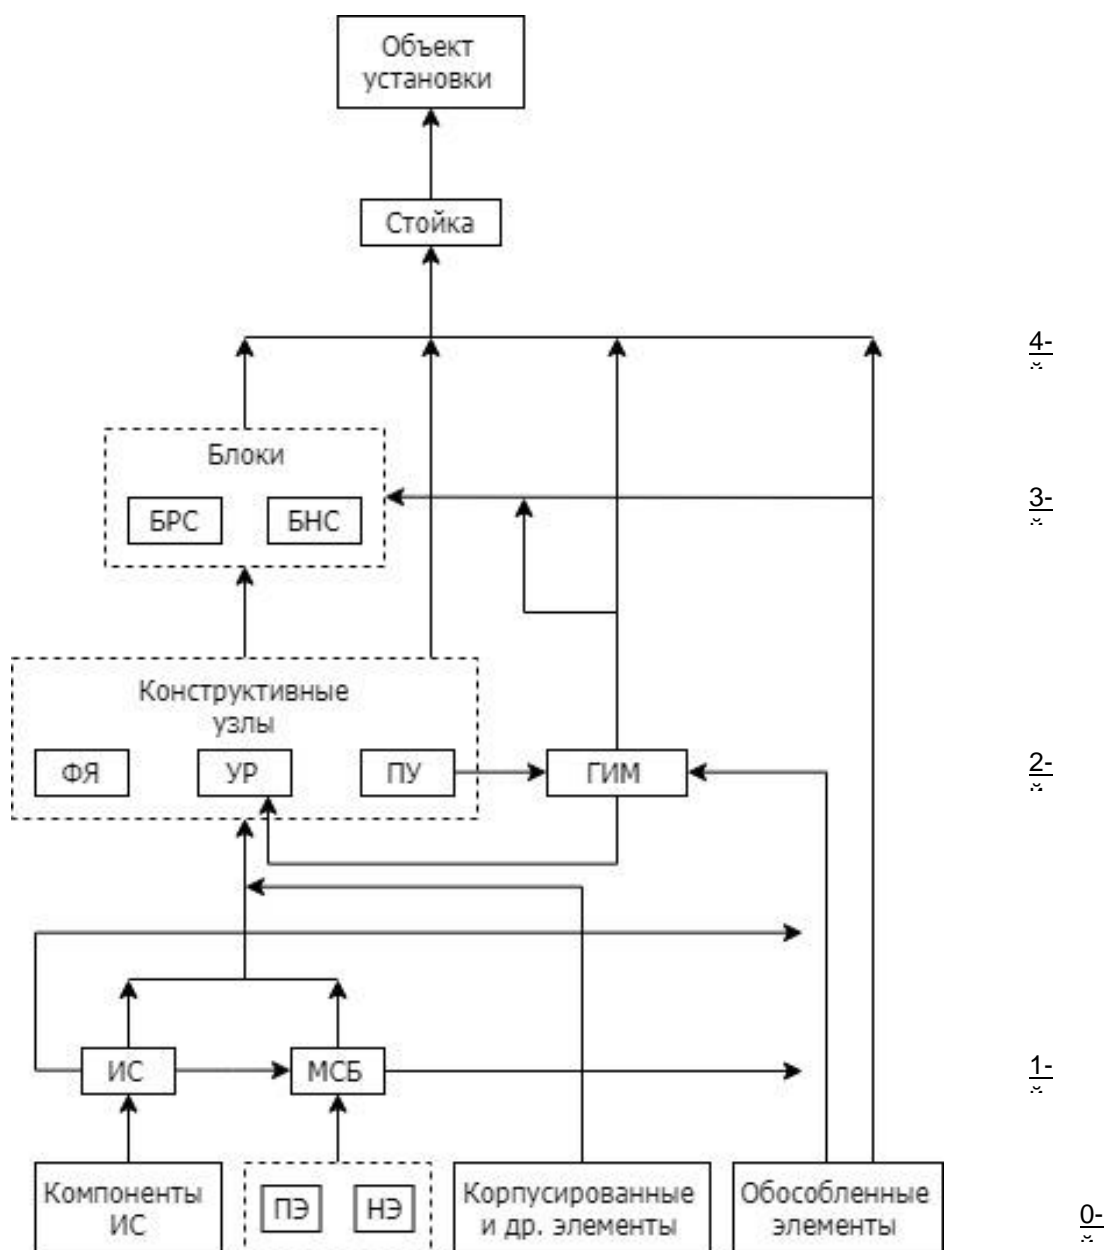 Объект
установки
Стойка
4-
й
Блоки
БРС
БНС
3-
й
Конструктивные
узлы
ФЯ
УР
ПУ
ГИМ
2-
й
ИС
МСБ
1-
й
Компоненты
ИС
ПЭ
НЭ
Корпусированные
и др. элементы
Обособленные
элементы
0-
й